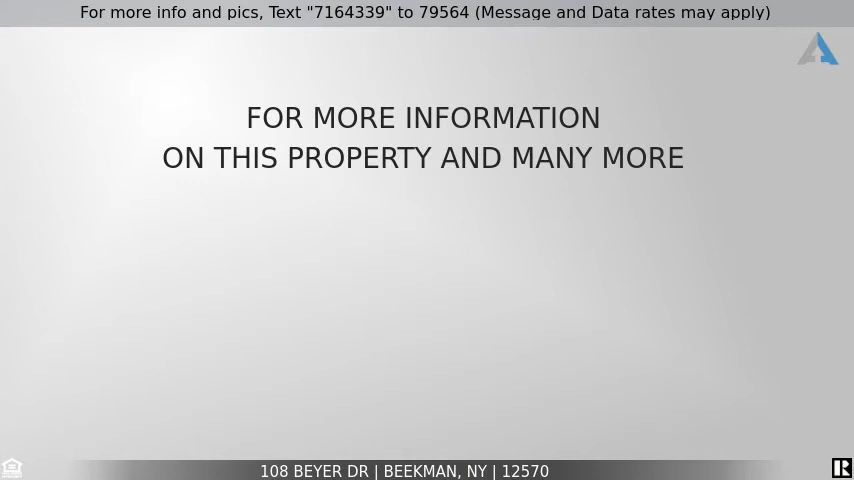 For more info and pics, Text "7164339" to 79564 (Message and Data rates may apply)
FOR MORE INFORMATION
ON THIS PROPERTY AND MANY MORE
108 BEYER DR | BEEKMAN, NY | 12570